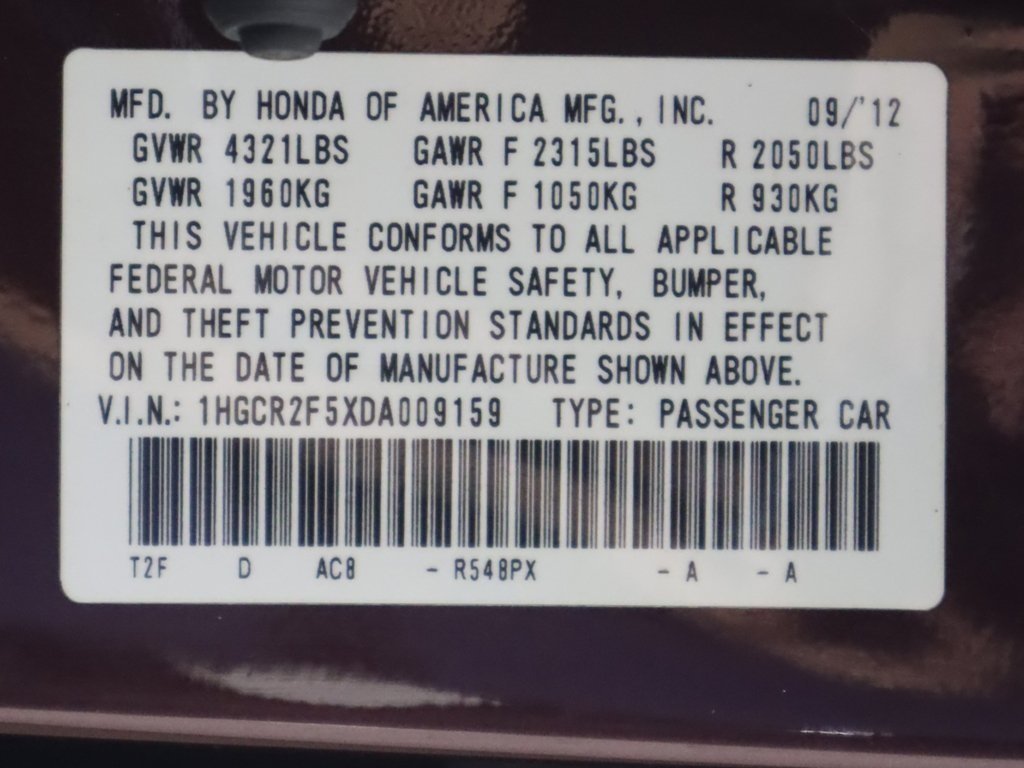 MFD. BY HONDA OF AMERICA MFG., INC. 09/'12
GVWR 4321LBS GAWR F 2315LBS R 2050LBS
GVWR 1960KG GAWR F 1050KG R 930KG
THIS VEHICLE CONFORMS TO ALL APPLICABLE
FEDERAL MOTOR VEHICLE SAFETY, BUMPER,
AND THEFT PREVENTION STANDARDS IN EFFECT
ON THE DATE OF MANUFACTURE SHOWN ABOVE.
V.I.N.: 1HGCR2F5XDA009159 TYPE: PASSENGER CAR
T2F D AC8 - R548PX - A - A